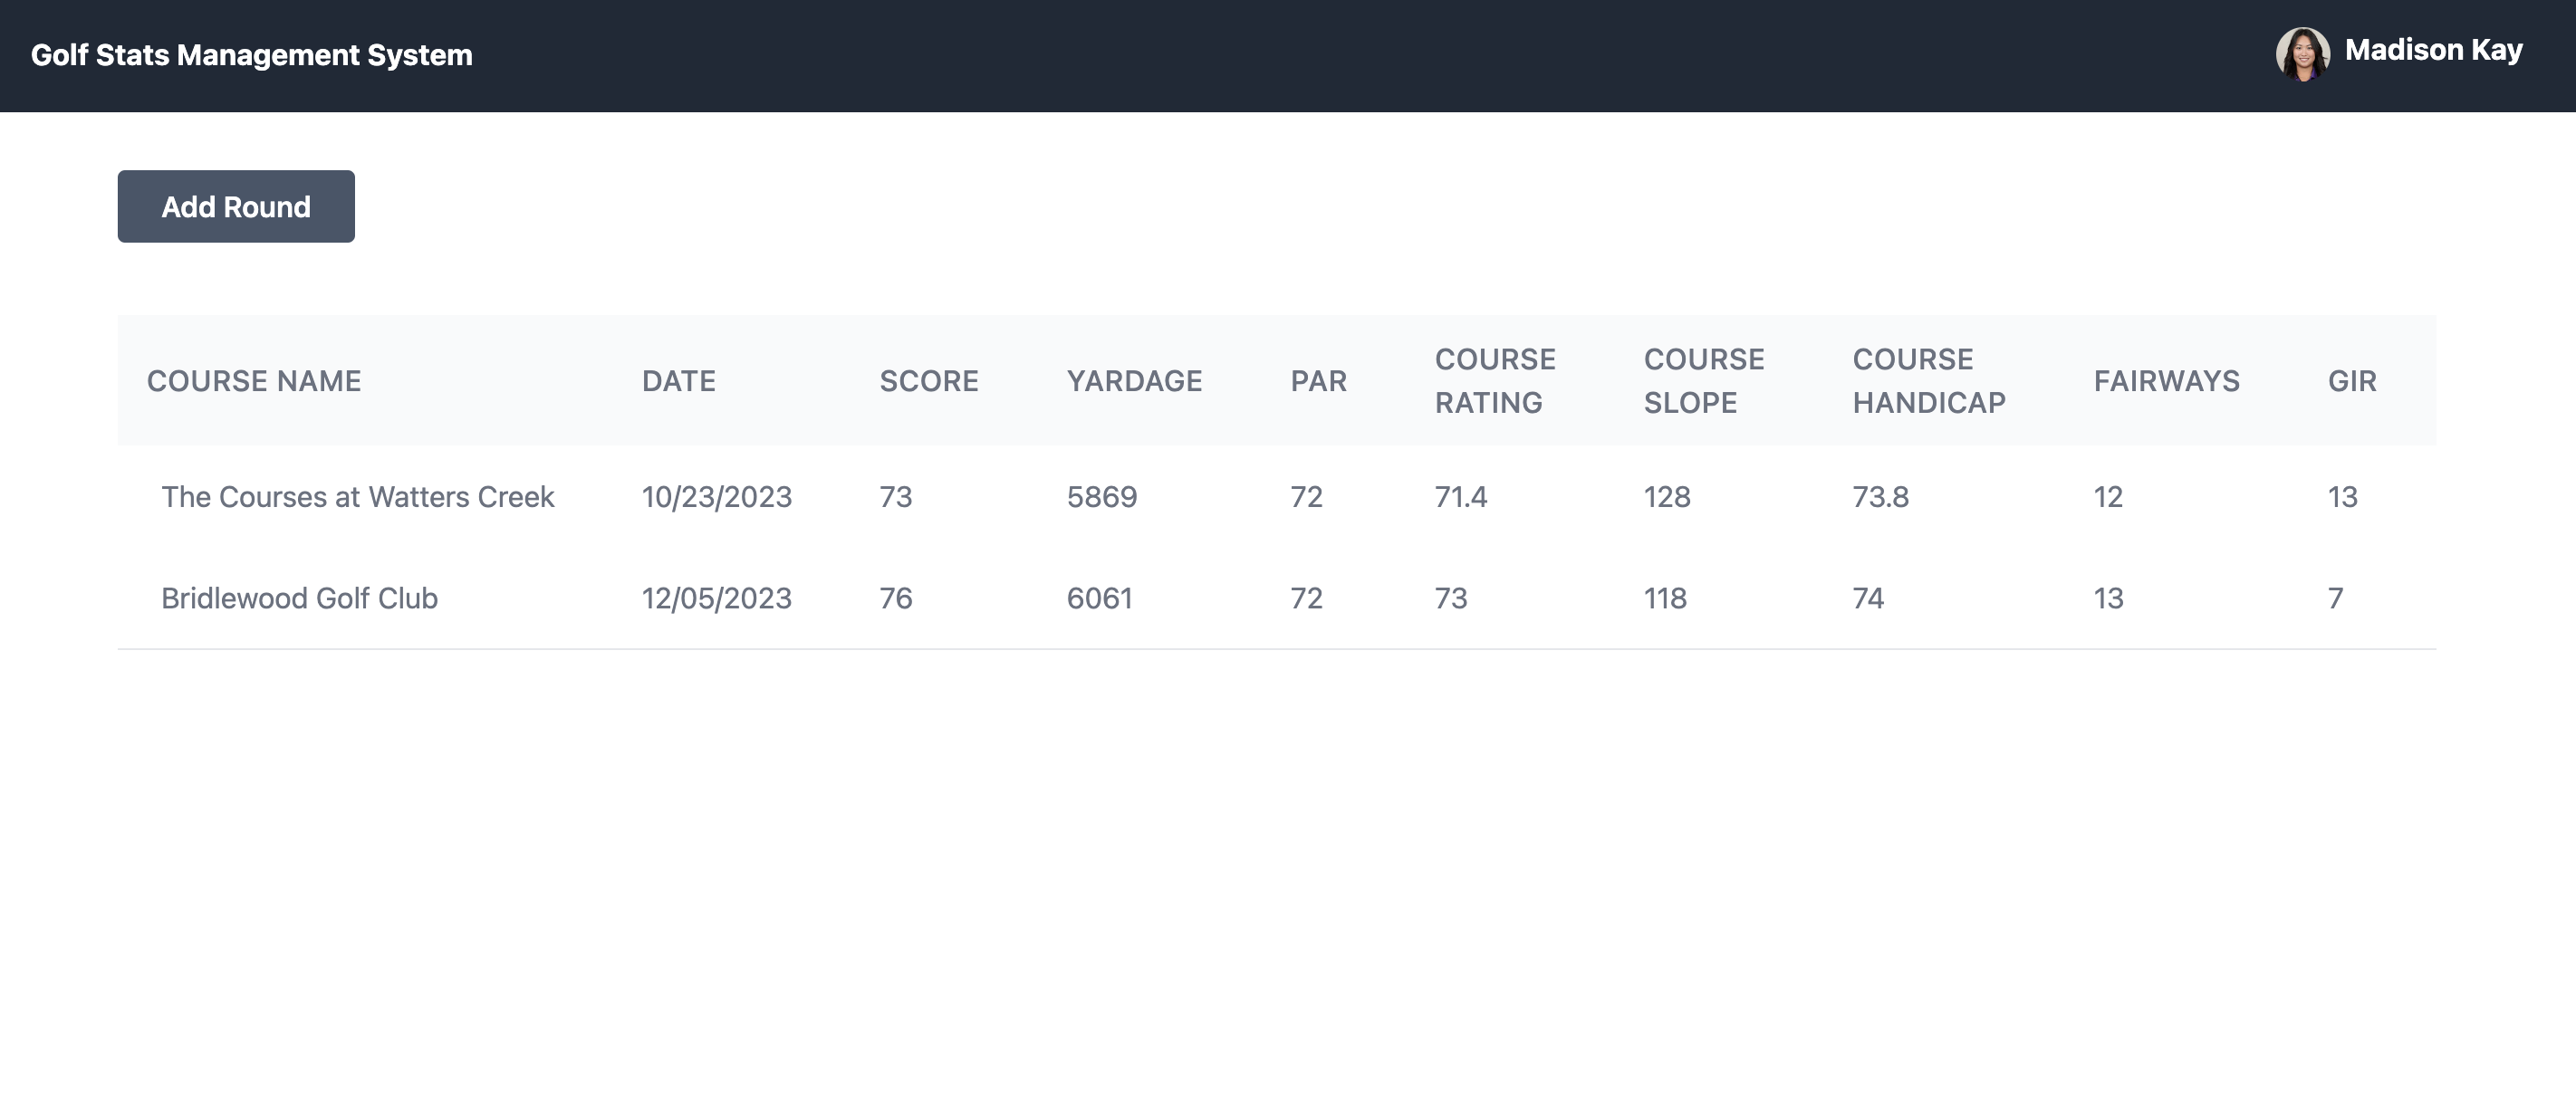 Golf Stats Management System
Madison Kay
Add Round
COURSE NAME DATE SCORE YARDAGE PAR COURSE RATING COURSE SLOPE COURSE HANDICAP FAIRWAYS GIR
The Courses at Watters Creek 10/23/2023 73 5869 72 71.4 128 73.8 12 13
Bridlewood Golf Club 12/05/2023 76 6061 72 73 118 74 13 7